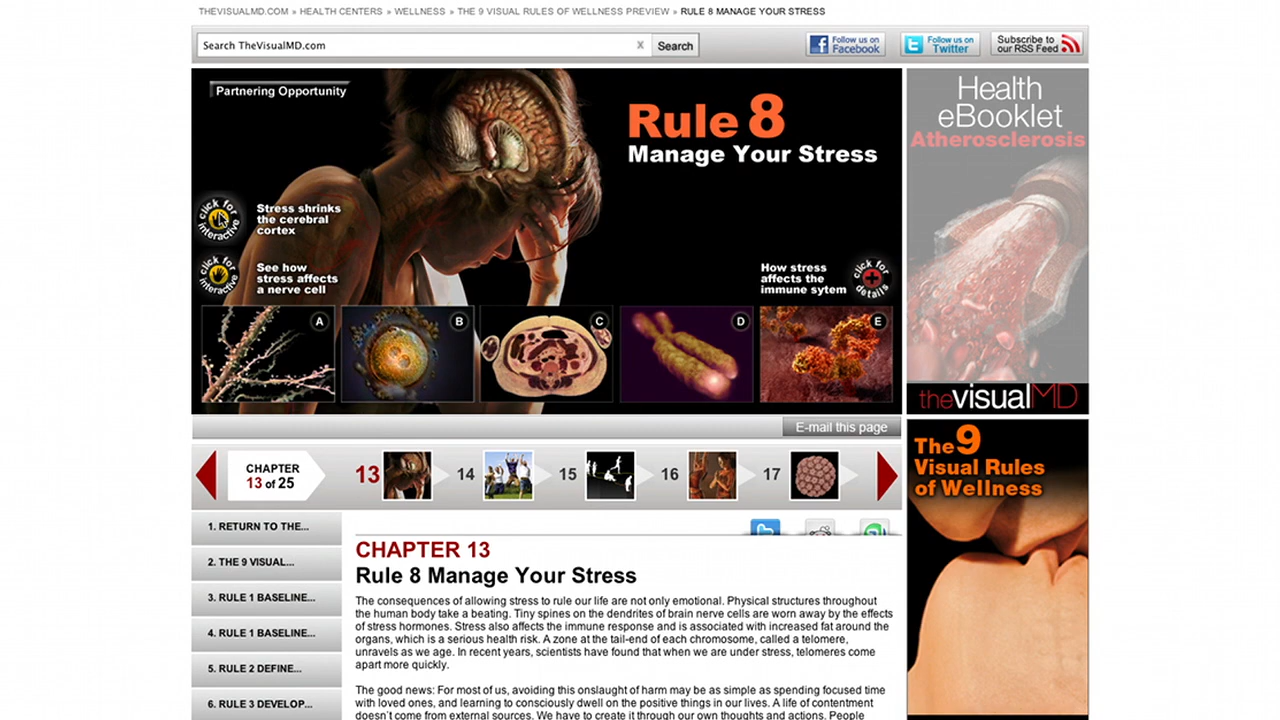 THEVISUALMD.COM » HEALTH CENTERS » WELLNESS » THE 9 VISUAL RULES OF WELLNESS PREVIEW » RULE 8 MANAGE YOUR STRESS
Search TheVisualMD.com
X
Search
Follow us on
Facebook
Follow us on
Twitter
Subscribe to
our RSS Feed
Partnering Opportunity
Rule 8
Manage Your Stress
click for
interactive
Stress shrinks
the cerebral
cortex
click for
interactive
See how
stress affects
a nerve cell
How stress
affects the
immune sytem
click for
details
A
B
C
D
E
Health
eBooklet
Atherosclerosis
thevisualMD
E-mail this page
The 9
Visual Rules
of Wellness
CHAPTER
13 of 25
13
14
15
16
17
1. RETURN TO THE...
2. THE 9 VISUAL...
3. RULE 1 BASELINE...
4. RULE 1 BASELINE...
5. RULE 2 DEFINE...
6. RULE 3 DEVELOP...
CHAPTER 13
Rule 8 Manage Your Stress
The consequences of allowing stress to rule our life are not only emotional. Physical structures throughout
the human body take a beating. Tiny spines on the dendrites of brain nerve cells are worn away by the effects
of stress hormones. Stress also affects the immune response and is associated with increased fat around the
organs, which is a serious health risk. A zone at the tail-end of each chromosome, called a telomere,
unravels as we age. In recent years, scientists have found that when we are under stress, telomeres come
apart more quickly.
The good news: For most of us, avoiding this onslaught of harm may be as simple as spending focused time
with loved ones, and learning to consciously dwell on the positive things in our lives. A life of contentment
doesn't come from external sources. We have to create it through our own thoughts and actions. People